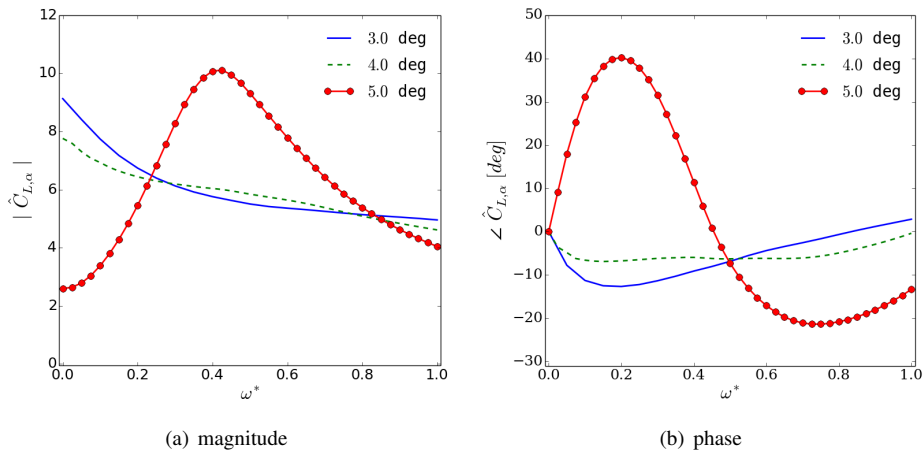 12
10
8
6
4
2
0
0.0 0.2 0.4 0.6 0.8 1.0
| Ĉ_{L,α} |
ω*
3.0 deg
4.0 deg
5.0 deg
(a) magnitude
50
40
30
20
10
0
−10
−20
−30
0.0 0.2 0.4 0.6 0.8 1.0
∠ Ĉ_{L,α} [deg]
ω*
3.0 deg
4.0 deg
5.0 deg
(b) phase